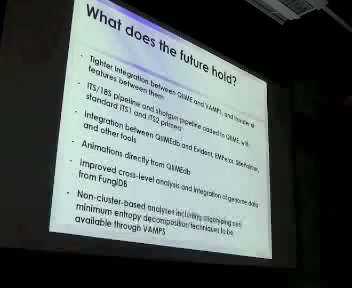 What does the future hold?
Tighter integration between QIIME and VAMPS, and transfer of
features between them
ITS/18S pipeline and shotgun pipeline added to QIIME, with
standard ITS1 and ITS2 primers
Integration between QIIMEdb and Evident, EMPeror, SitePainter,
and other tools
Animations directly from QIIMEdb
Improved cross-level analysis and integration of genome data
from FungiDB
Non-cluster-based analyses including oligotyping and
minimum entropy decomposition techniques to be
available through VAMPS